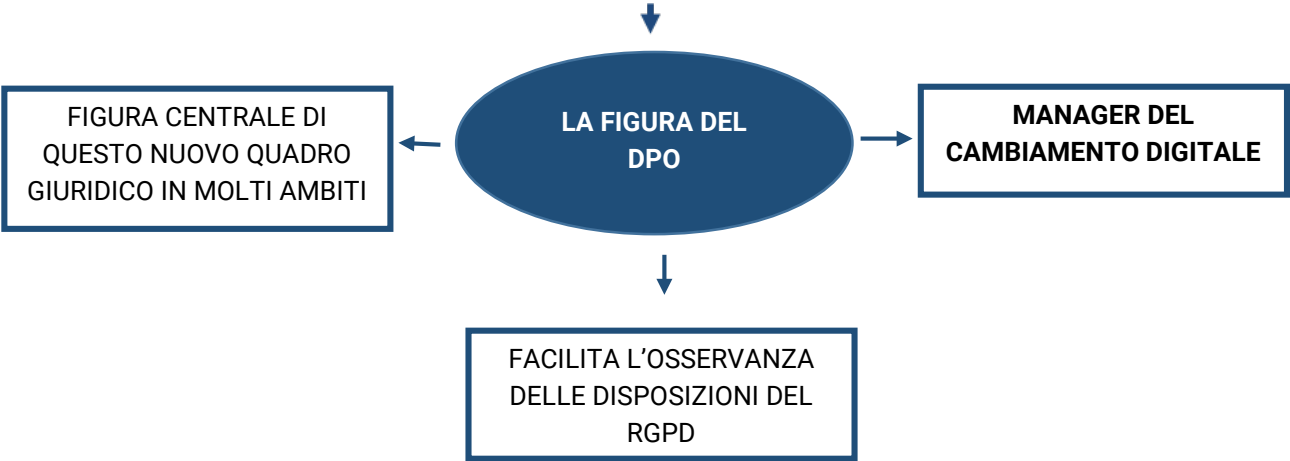 LA FIGURA DEL
DPO
FIGURA CENTRALE DI
QUESTO NUOVO QUADRO
GIURIDICO IN MOLTI AMBITI
MANAGER DEL
CAMBIAMENTO DIGITALE
FACILITA L’OSSERVANZA
DELLE DISPOSIZIONI DEL
RGPD